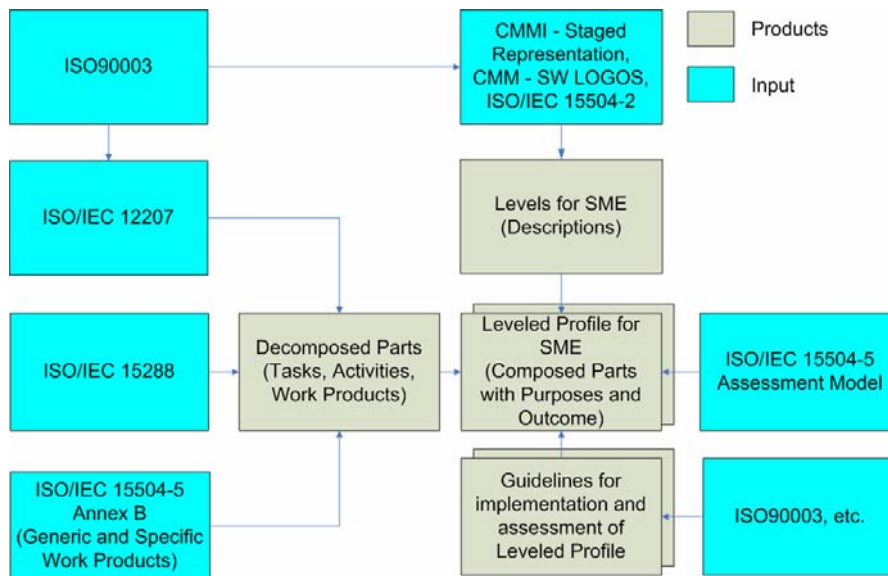 ISO90003
CMMI - Staged
Representation,
CMM - SW LOGOS,
ISO/IEC 15504-2
Products
Input
ISO/IEC 12207
Levels for SME
(Descriptions)
ISO/IEC 15288
Decomposed Parts
(Tasks, Activities,
Work Products)
Leveled Profile for
SME
(Composed Parts
with Purposes and
Outcome)
ISO/IEC 15504-5
Assessment Model
ISO/IEC 15504-5
Annex B
(Generic and Specific
Work Products)
Guidelines for
implementation and
assessment of
Leveled Profile
ISO90003, etc.